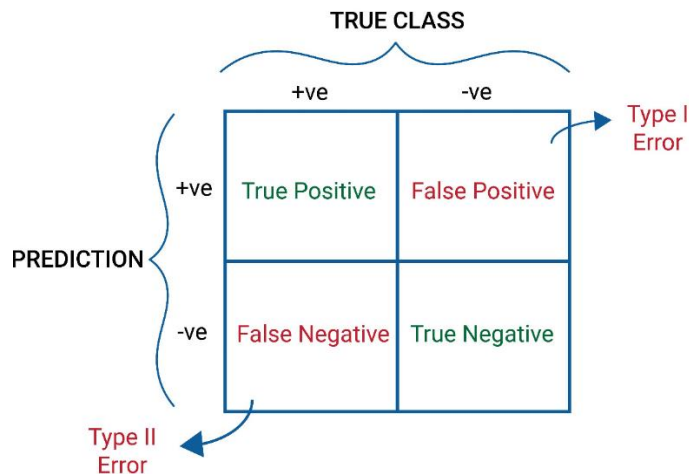 TRUE CLASS
+ve
-ve
Type I
Error
+ve
True Positive
False Positive
PREDICTION
-ve
False Negative
True Negative
Type II
Error